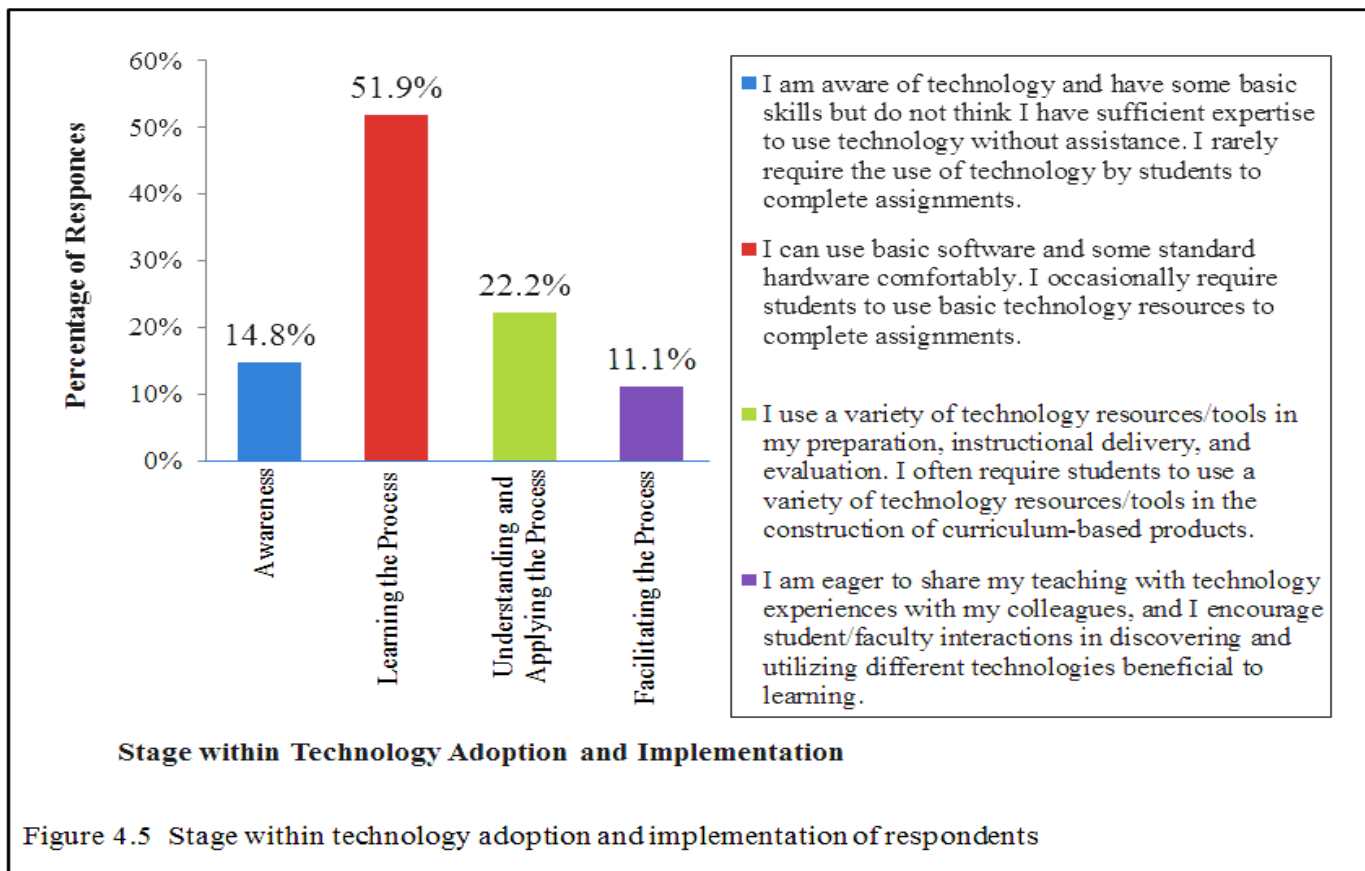 Percentage of Responces
60%
50%
40%
30%
20%
10%
0%
14.8%
51.9%
22.2%
11.1%
Awareness
Learning the Process
Understanding and
Applying the Process
Facilitating the Process
Stage within Technology Adoption and Implementation
I am aware of technology and have some basic
skills but do not think I have sufficient expertise
to use technology without assistance. I rarely
require the use of technology by students to
complete assignments.
I can use basic software and some standard
hardware comfortably. I occasionally require
students to use basic technology resources to
complete assignments.
I use a variety of technology resources/tools in
my preparation, instructional delivery, and
evaluation. I often require students to use a
variety of technology resources/tools in the
construction of curriculum-based products.
I am eager to share my teaching with technology
experiences with my colleagues, and I encourage
student/faculty interactions in discovering and
utilizing different technologies beneficial to
learning.
Figure 4.5 Stage within technology adoption and implementation of respondents